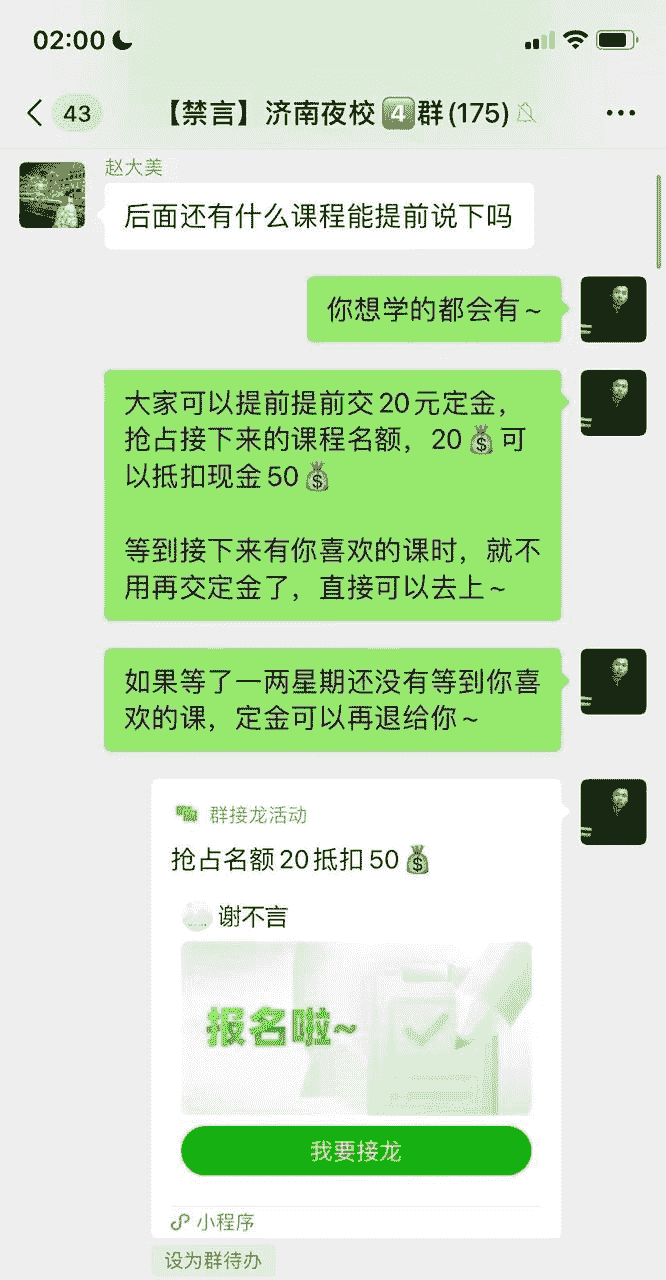 02:00
43
【禁言】济南夜校4群(175)
赵大美
后面还有什么课程能提前说下吗
你想学的都会有~
大家可以提前提前交20元定金，
抢占接下来的课程名额，20💰可
以抵扣现金50💰
等到接下来有你喜欢的课时，就不
用再交定金了，直接可以去上~
如果等了一两星期还没有等到你喜
欢的课，定金可以再退给你~
群接龙活动
抢占名额20抵扣50💰
谢不言
报名啦~
我要接龙
小程序
设为群待办